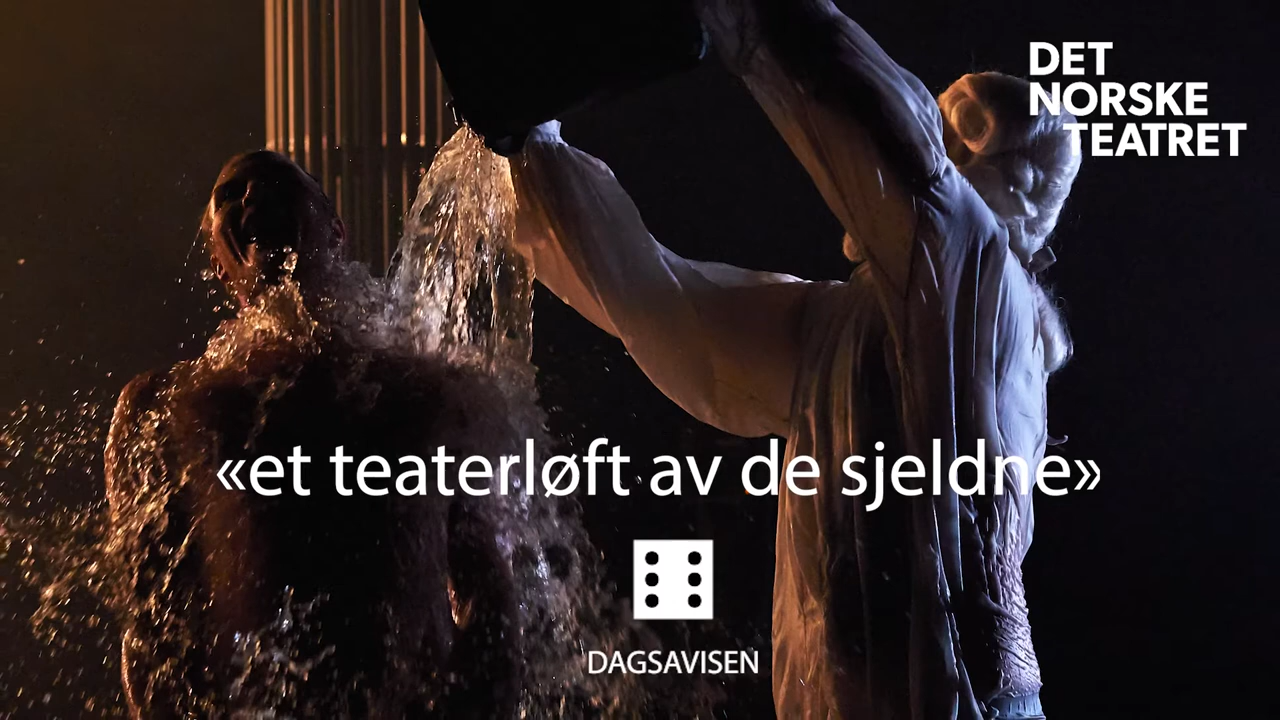 DET
NORSKE
TEATRET
«et teaterløft av de sjeldne»
DAGSAVISEN